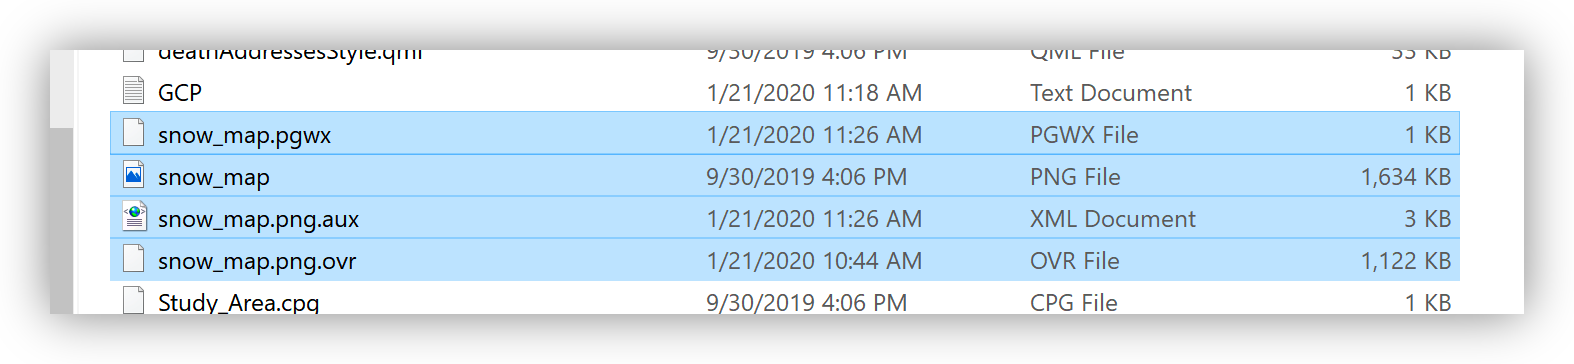 deathAddressesStyle.qml 9/30/2019 4:06 PM QML File 33 KB
GCP 1/21/2020 11:18 AM Text Document 1 KB
snow_map.pgwx 1/21/2020 11:26 AM PGWX File 1 KB
snow_map 9/30/2019 4:06 PM PNG File 1,634 KB
snow_map.png.aux 1/21/2020 11:26 AM XML Document 3 KB
snow_map.png.ovr 1/21/2020 10:44 AM OVR File 1,122 KB
Study_Area.cpg 9/30/2019 4:06 PM CPG File 1 KB